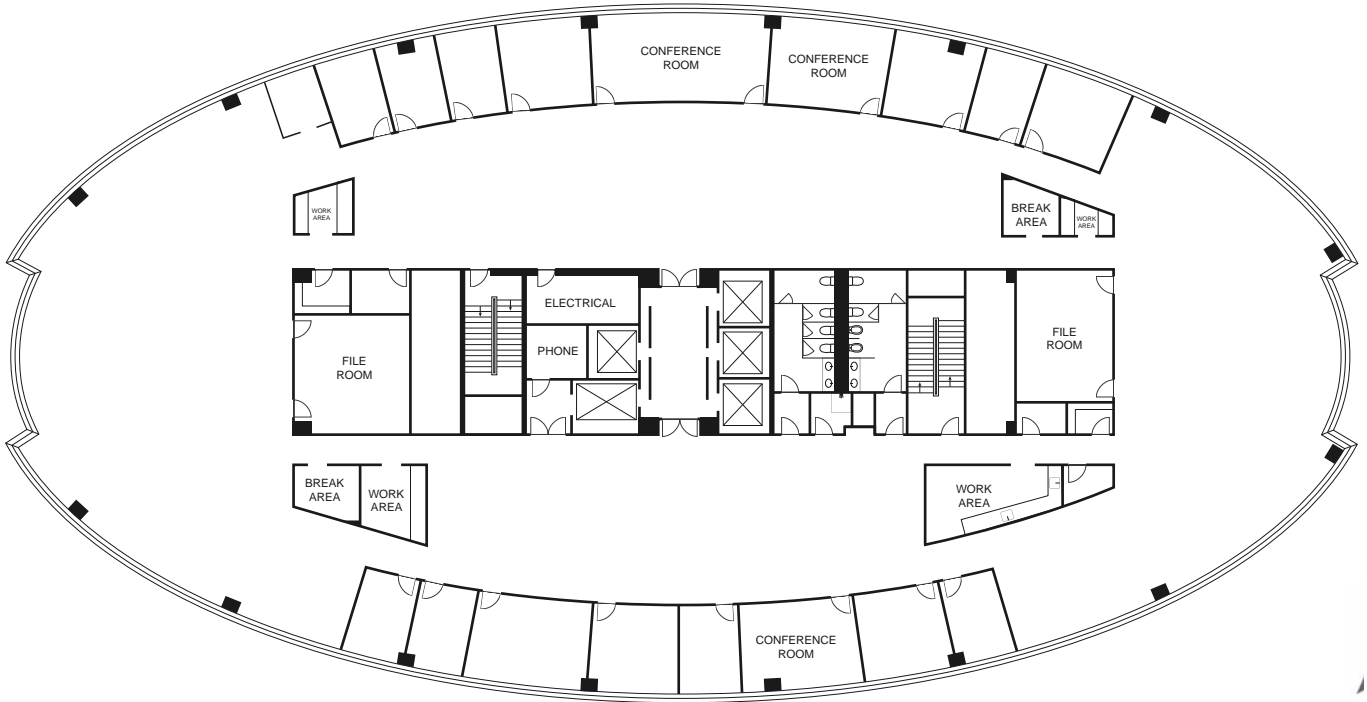 CONFERENCE
ROOM
CONFERENCE
ROOM
WORK
AREA
BREAK
AREA
WORK
AREA
ELECTRICAL
PHONE
FILE
ROOM
FILE
ROOM
BREAK
AREA
WORK
AREA
WORK
AREA
CONFERENCE
ROOM